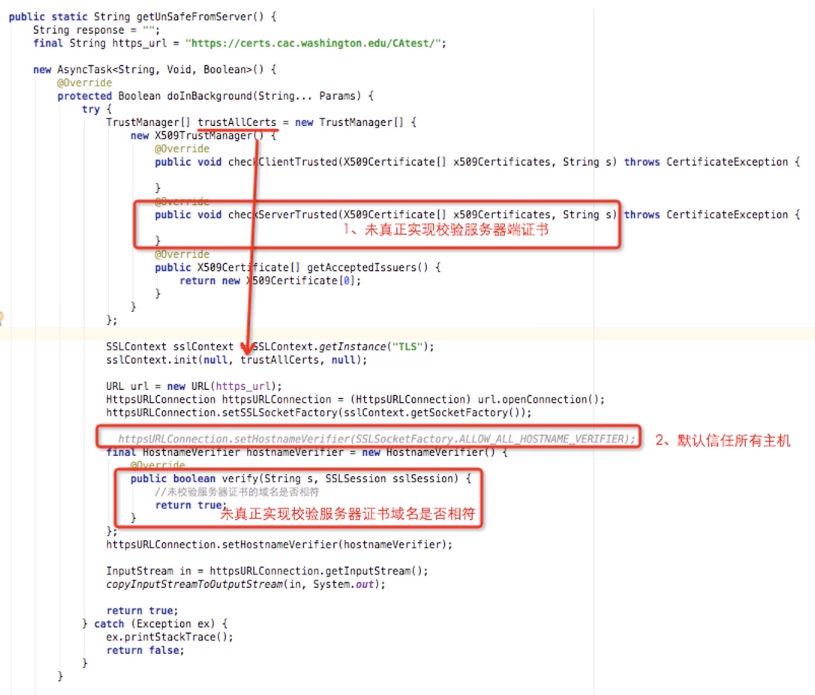 public static String getUnSafeFromServer() {
String response = "";
final String https_url = "https://certs.cac.washington.edu/CAtest/";
new AsyncTask<String, Void, Boolean>() {
@Override
protected Boolean doInBackground(String... Params) {
try {
TrustManager[] trustAllCerts = new TrustManager[] {
new X509TrustManager() {
@Override
public void checkClientTrusted(X509Certificate[] x509Certificates, String s) throws CertificateException {
}
@Override
public void checkServerTrusted(X509Certificate[] x509Certificates, String s) throws CertificateException {
1、未真正实现校验服务器端证书
}
@Override
public X509Certificate[] getAcceptedIssuers() {
return new X509Certificate[0];
}
}
};
SSLContext sslContext = SSLContext.getInstance("TLS");
sslContext.init(null, trustAllCerts, null);
URL url = new URL(https_url);
HttpsURLConnection httpsURLConnection = (HttpsURLConnection) url.openConnection();
httpsURLConnection.setSSLSocketFactory(sslContext.getSocketFactory());
httpsURLConnection.setHostnameVerifier(SSLSocketFactory.ALLOW_ALL_HOSTNAME_VERIFIER); 2、默认信任所有主机
final HostnameVerifier hostnameVerifier = new HostnameVerifier() {
@Override
public boolean verify(String s, SSLSession sslSession) {
//未校验服务器证书的域名是否相符
return true;
未真正实现校验服务器证书域名是否相符
}
};
httpsURLConnection.setHostnameVerifier(hostnameVerifier);
InputStream in = httpsURLConnection.getInputStream();
copyInputStreamToOutputStream(in, System.out);
return true;
} catch (Exception ex) {
ex.printStackTrace();
return false;
}
}